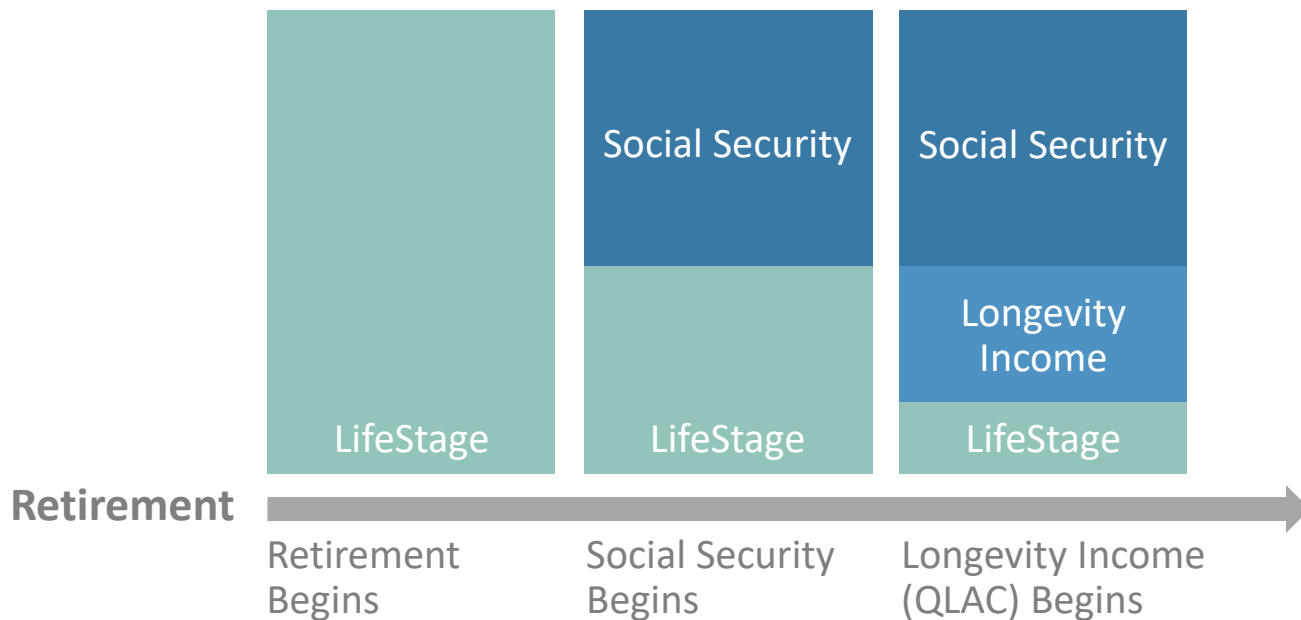 Social Security
Social Security
Longevity
Income
LifeStage
LifeStage
LifeStage
Retirement
Retirement
Begins
Social Security
Begins
Longevity Income
(QLAC) Begins